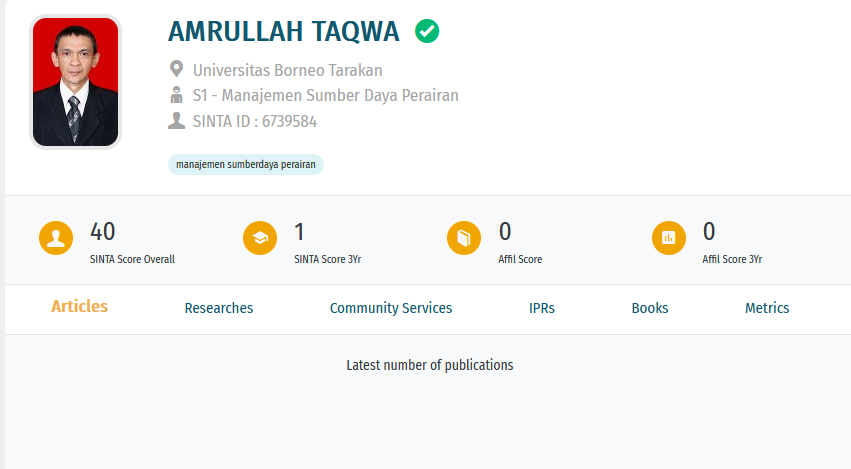 AMRULLAH TAQWA
Universitas Borneo Tarakan
S1 - Manajemen Sumber Daya Perairan
SINTA ID : 6739584
manajemen sumberdaya perairan
40
SINTA Score Overall
1
SINTA Score 3Yr
0
Affil Score
0
Affil Score 3Yr
Articles Researches Community Services IPRs Books Metrics
Latest number of publications